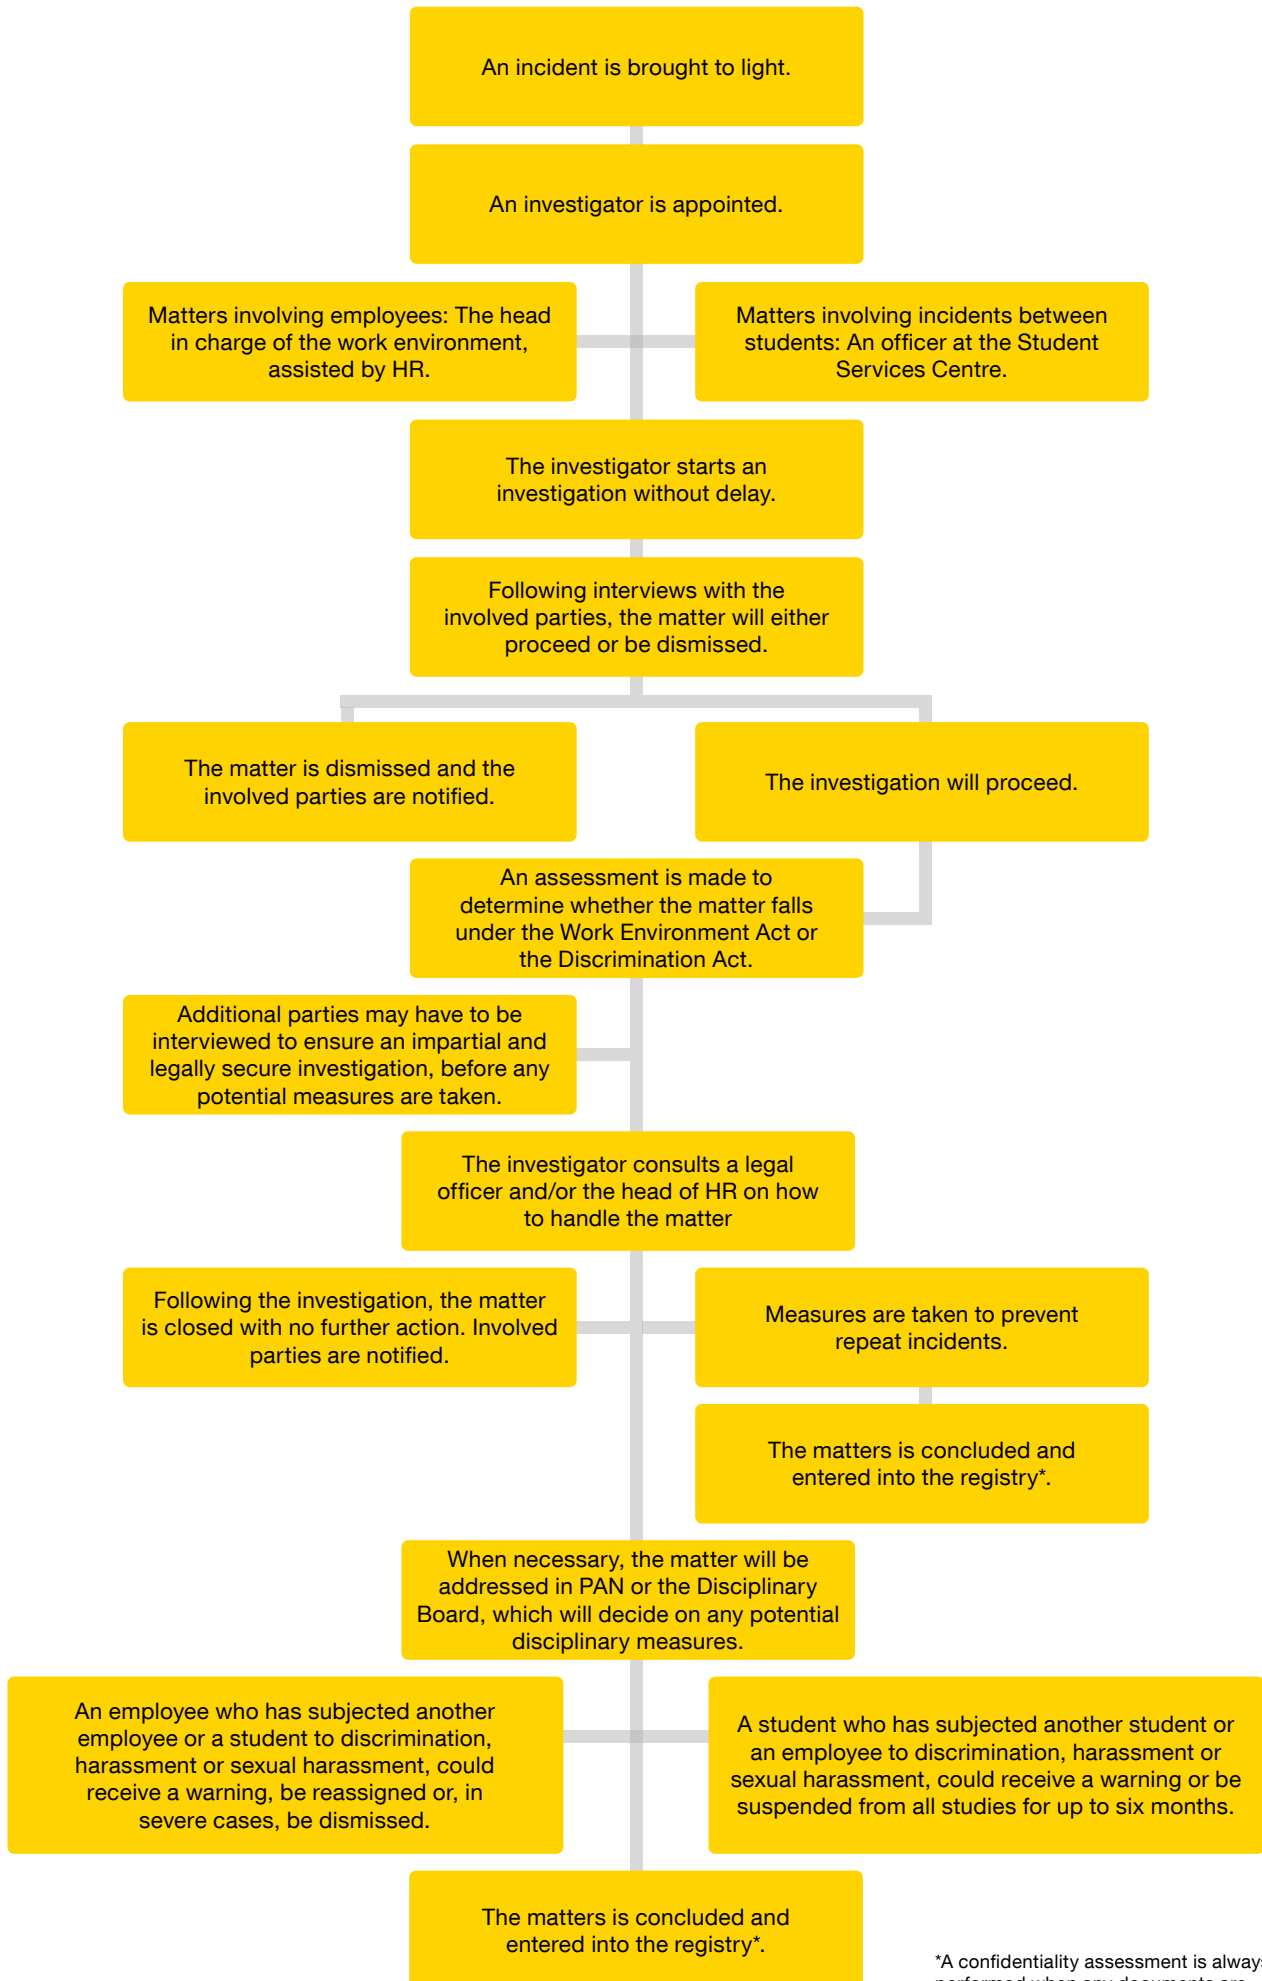 An incident is brought to light.
An investigator is appointed.
Matters involving employees: The head
in charge of the work environment,
assisted by HR.
Matters involving incidents between
students: An officer at the Student
Services Centre.
The investigator starts an
investigation without delay.
Following interviews with the
involved parties, the matter will either
proceed or be dismissed.
The matter is dismissed and the
involved parties are notified.
The investigation will proceed.
An assessment is made to
determine whether the matter falls
under the Work Environment Act or
the Discrimination Act.
Additional parties may have to be
interviewed to ensure an impartial and
legally secure investigation, before any
potential measures are taken.
The investigator consults a legal
officer and/or the head of HR on how
to handle the matter
Following the investigation, the matter
is closed with no further action. Involved
parties are notified.
Measures are taken to prevent
repeat incidents.
The matters is concluded and
entered into the registry*.
When necessary, the matter will be
addressed in PAN or the Disciplinary
Board, which will decide on any potential
disciplinary measures.
An employee who has subjected another
employee or a student to discrimination,
harassment or sexual harassment, could
receive a warning, be reassigned or, in
severe cases, be dismissed.
A student who has subjected another student or
an employee to discrimination, harassment or
sexual harassment, could receive a warning or be
suspended from all studies for up to six months.
The matters is concluded and
entered into the registry*.
*A confidentiality assessment is always
performed when any documents are